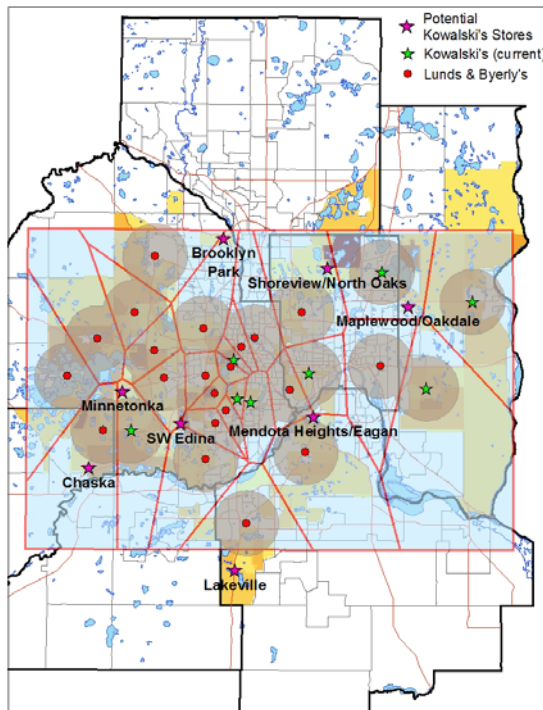 Potential
Kowalski's Stores
Kowalski's (current)
Lunds & Byerly's
Brooklyn
Park
Shoreview/North Oaks
Maplewood/Oakdale
Minnetonka
SW Edina
Mendota Heights/Eagan
Chaska
Lakeville